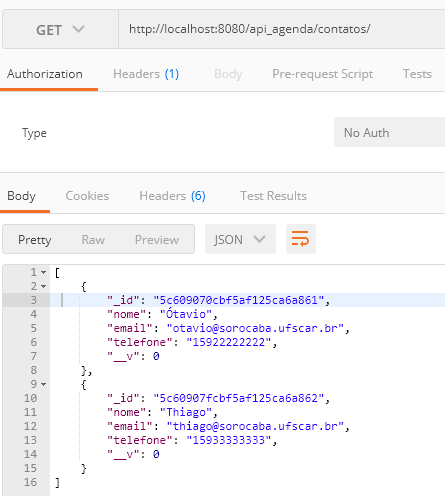 GET http://localhost:8080/api_agenda/contatos/
Authorization Headers (1) Body Pre-request Script Tests
Type No Auth
Body Cookies Headers (6) Test Results
Pretty Raw Preview JSON
1 [
2 {
3 "_id": "5c609070cbf5af125ca6a861",
4 "nome": "Ótavio",
5 "email": "otavio@sorocaba.ufscar.br",
6 "telefone": "15922222222",
7 "__v": 0
8 },
9 {
10 "_id": "5c60907fcbf5af125ca6a862",
11 "nome": "Thiago",
12 "email": "thiago@sorocaba.ufscar.br",
13 "telefone": "15933333333",
14 "__v": 0
15 }
16 ]